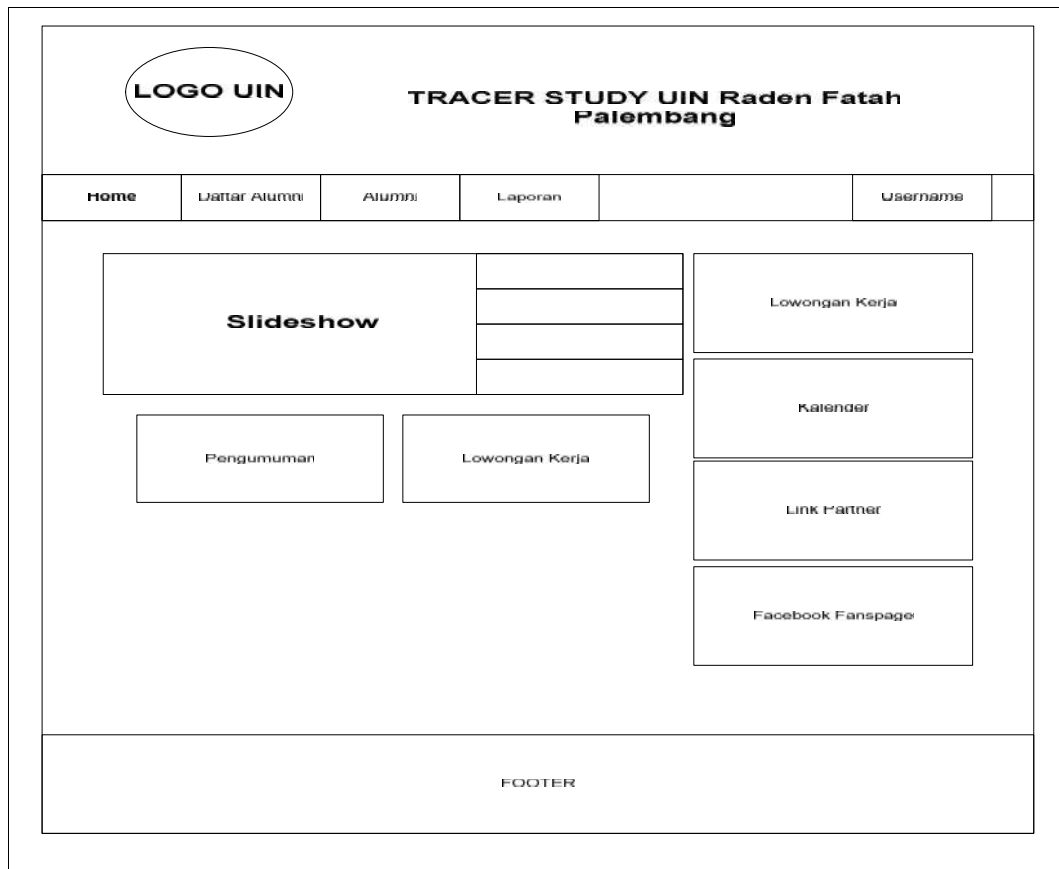 LOGO UIN
TRACER STUDY UIN Raden Fatah
Palembang
Home
Daftar Alumni
Alumni
Laporan
Username
Slideshow
Lowongan Kerja
Kalender
Pengumuman
Lowongan Kerja
Link Partner
Facebook Fanspage
FOOTER